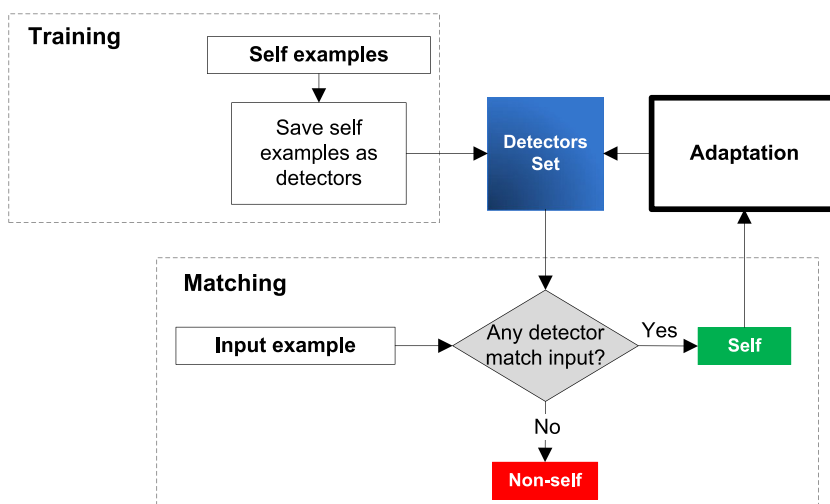 Training
Self examples
Save self
examples as
detectors
Detectors
Set
Adaptation
Matching
Input example
Any detector
match input?
Yes
Self
No
Non-self